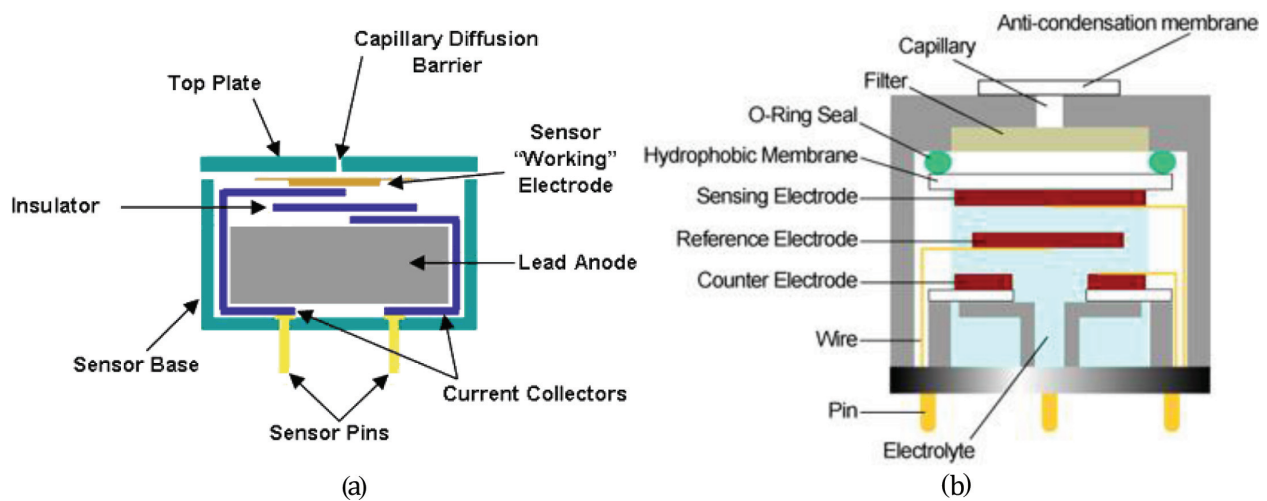 Capillary Diffusion
Barrier
Top Plate
Sensor
"Working"
Electrode
Insulator
Lead Anode
Sensor Base
Current Collectors
Sensor Pins
(a)
Anti-condensation membrane
Capillary
Filter
O-Ring Seal
Hydrophobic Membrane
Sensing Electrode
Reference Electrode
Counter Electrode
Wire
Pin
Electrolyte
(b)